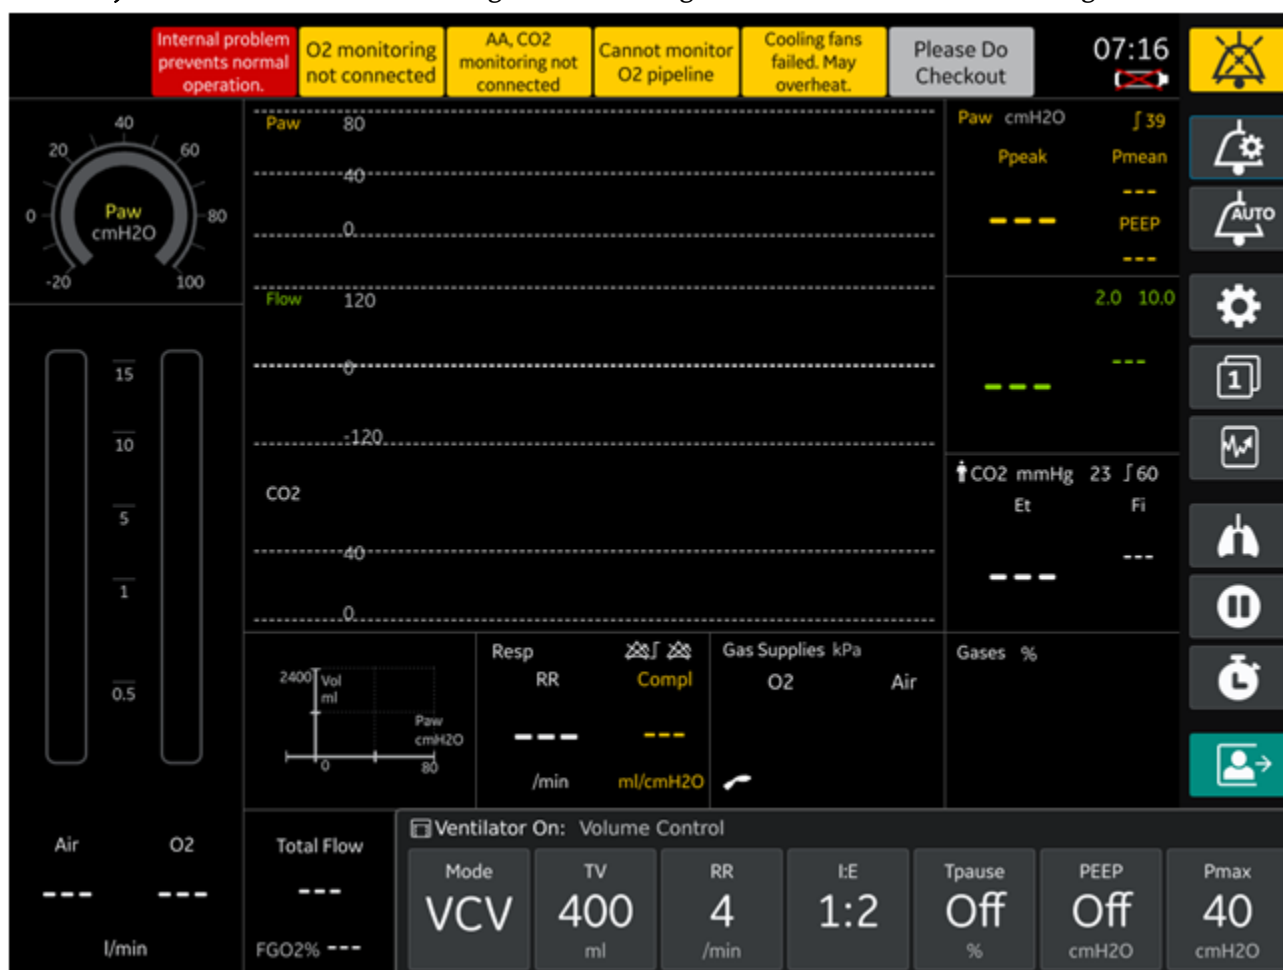 Internal problem
prevents normal
operation.
O2 monitoring
not connected
AA, CO2
monitoring not
connected
Cannot monitor
O2 pipeline
Cooling fans
failed. May
overheat.
Please Do
Checkout
07:16
40
20
60
0
80
-20
100
Paw
cmH2O
Paw
80
40
0
Paw cmH2O
39
Ppeak
Pmean
---
---
PEEP
---
AUTO
Flow
120
0
-120
2.0 10.0
---
---
1
15
10
5
1
0.5
CO2
40
0
CO2 mmHg 23 60
Et
Fi
---
---
2400
Vol
ml
Paw
cmH2O
0
80
Resp
RR
Compl
---
---
/min
ml/cmH2O
Gas Supplies kPa
O2
Air
Gases %
Air
O2
---
---
l/min
Total Flow
---
FGO2% ---
Ventilator On: Volume Control
Mode
VCV
TV
400
ml
RR
4
/min
I:E
1:2
Tpause
Off
%
PEEP
Off
cmH2O
Pmax
40
cmH2O